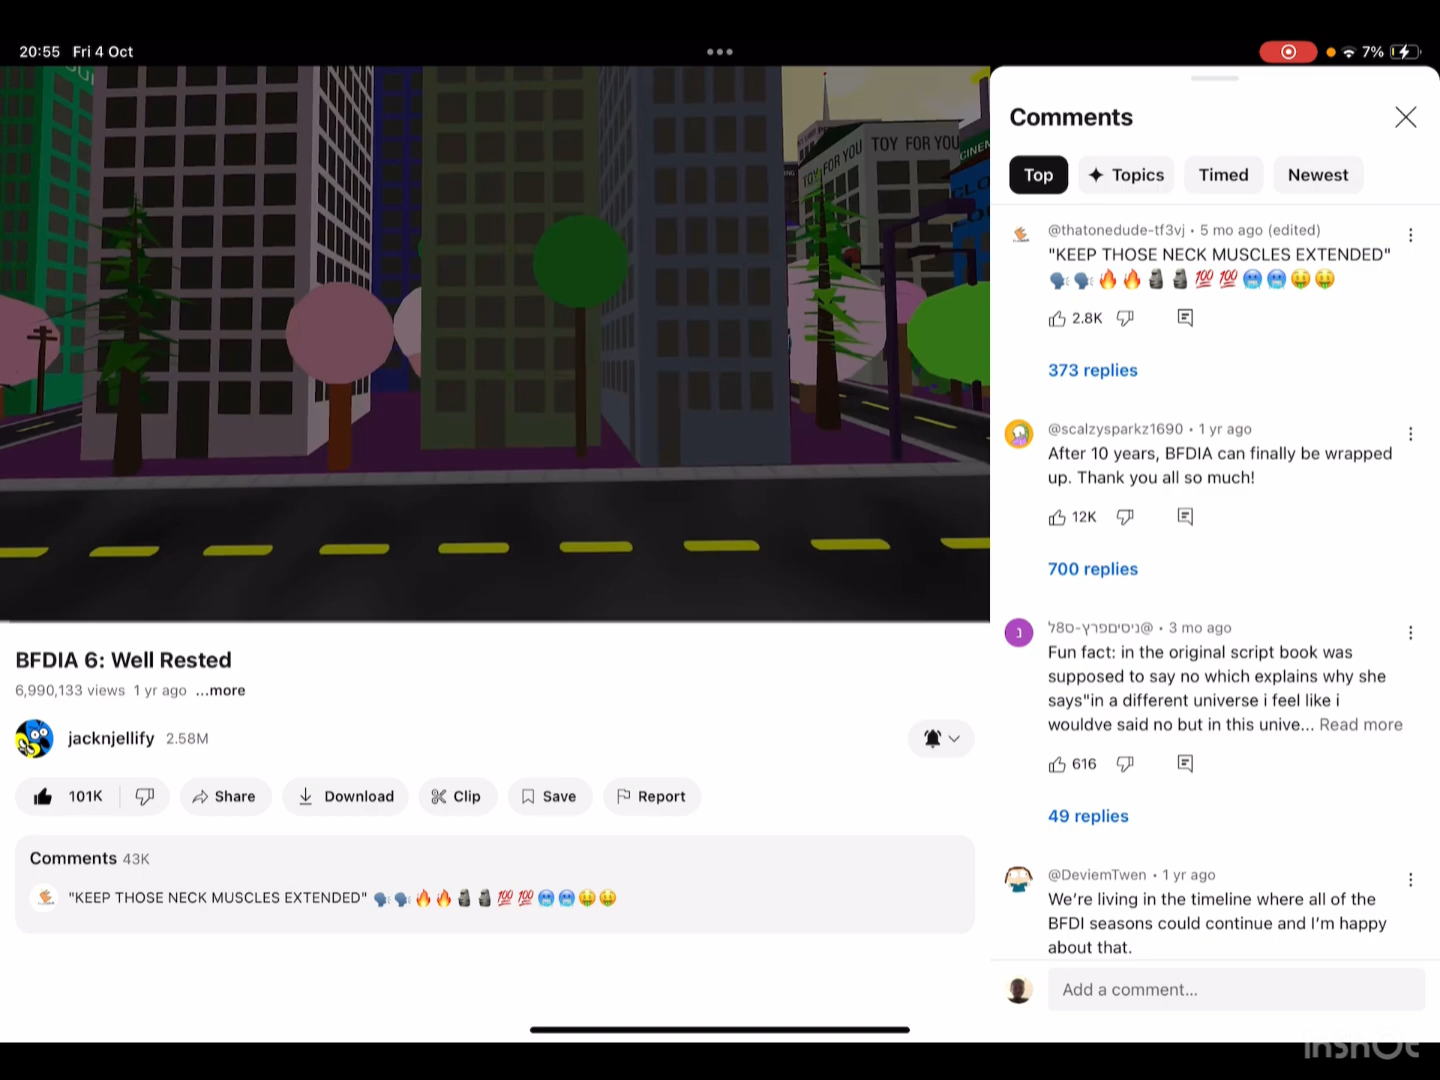 20:55 Fri 4 Oct
7%
TOY FOR YOU
TOY FOR YOU
CINEM
BFDIA 6: Well Rested
6,990,133 views 1 yr ago ...more
jacknjellify 2.58M
101K
Share
Download
Clip
Save
Report
Comments 43K
"KEEP THOSE NECK MUSCLES EXTENDED" 🗣️🗣️🔥🔥🗿🗿💯💯🥶🥶🤑🤑
Comments
Top
Topics
Timed
Newest
@thatonedude-tf3vj • 5 mo ago (edited)
"KEEP THOSE NECK MUSCLES EXTENDED"
🗣️🗣️🔥🔥🗿🗿💯💯🥶🥶🤑🤑
2.8K
373 replies
@scalzysparkz1690 • 1 yr ago
After 10 years, BFDIA can finally be wrapped
up. Thank you all so much!
12K
700 replies
@ניסיםפרץ-ס8ל7 • 3 mo ago
Fun fact: in the original script book was
supposed to say no which explains why she
says"in a different universe i feel like i
wouldve said no but in this unive... Read more
616
49 replies
@DeviemTwen • 1 yr ago
We're living in the timeline where all of the
BFDI seasons could continue and I'm happy
about that.
Add a comment...
InShOt